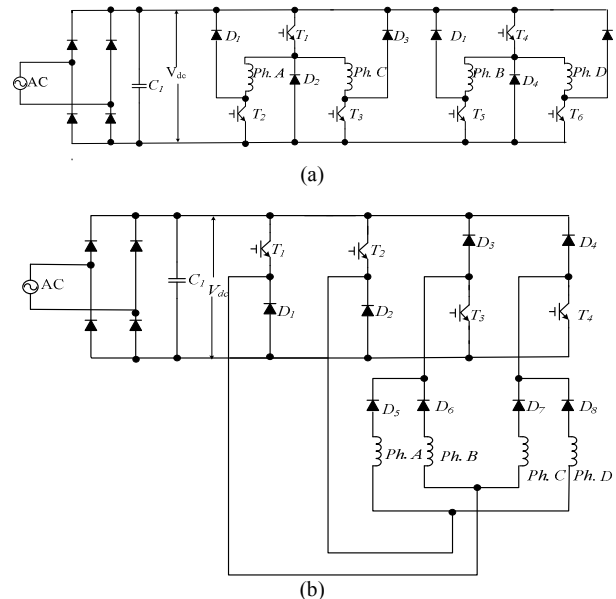 D1 T1 D3 D1 T4
AC C1 Vdc Ph. A D2 Ph. C Ph. B D4 Ph. D
T2 T3 T5 T6
(a)
D3 D4
T1 T2
AC C1 Vdc
D1 D2 T3 T4
D5 D6 D7 D8
Ph. A Ph. B Ph. C Ph. D
(b)